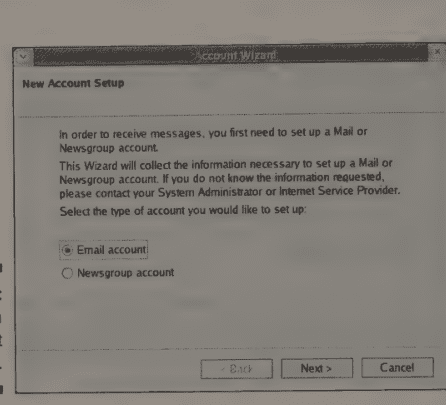 Account Wizard
New Account Setup
In order to receive messages, you first need to set up a Mail or
Newsgroup account.
This Wizard will collect the information necessary to set up a Mail or
Newsgroup account. If you do not know the information requested,
please contact your System Administrator or Internet Service Provider.
Select the type of account you would like to set up:
Email account
Newsgroup account
< Back Next > Cancel